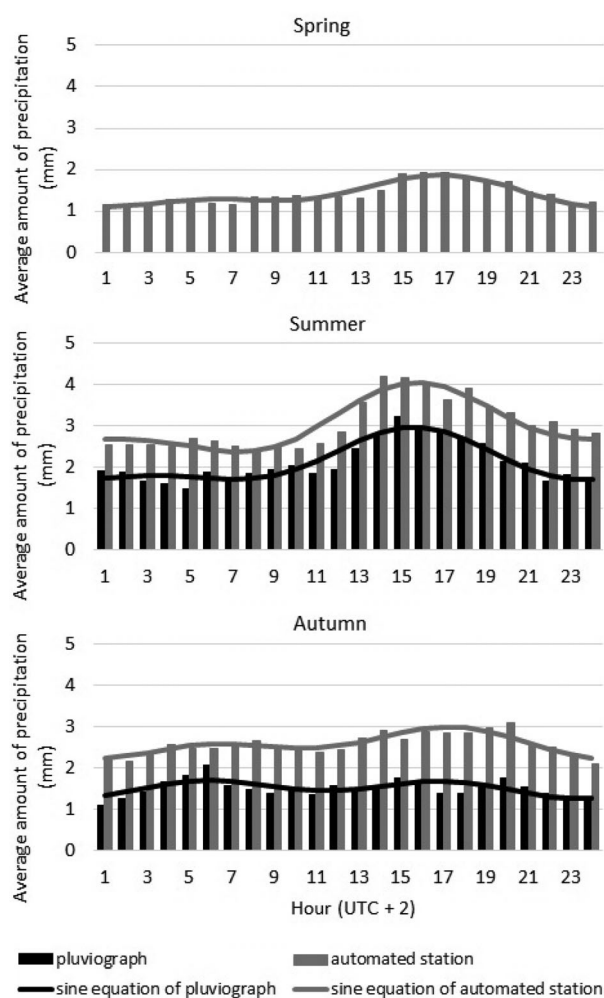 Spring
Average amount of precipitation
(mm)
5
4
3
2
1
0
1 3 5 7 9 11 13 15 17 19 21 23
Summer
Average amount of precipitation
(mm)
5
4
3
2
1
0
1 3 5 7 9 11 13 15 17 19 21 23
Autumn
Average amount of precipitation
(mm)
5
4
3
2
1
0
1 3 5 7 9 11 13 15 17 19 21 23
Hour (UTC + 2)
pluviograph automated station
sine equation of pluviograph sine equation of automated station